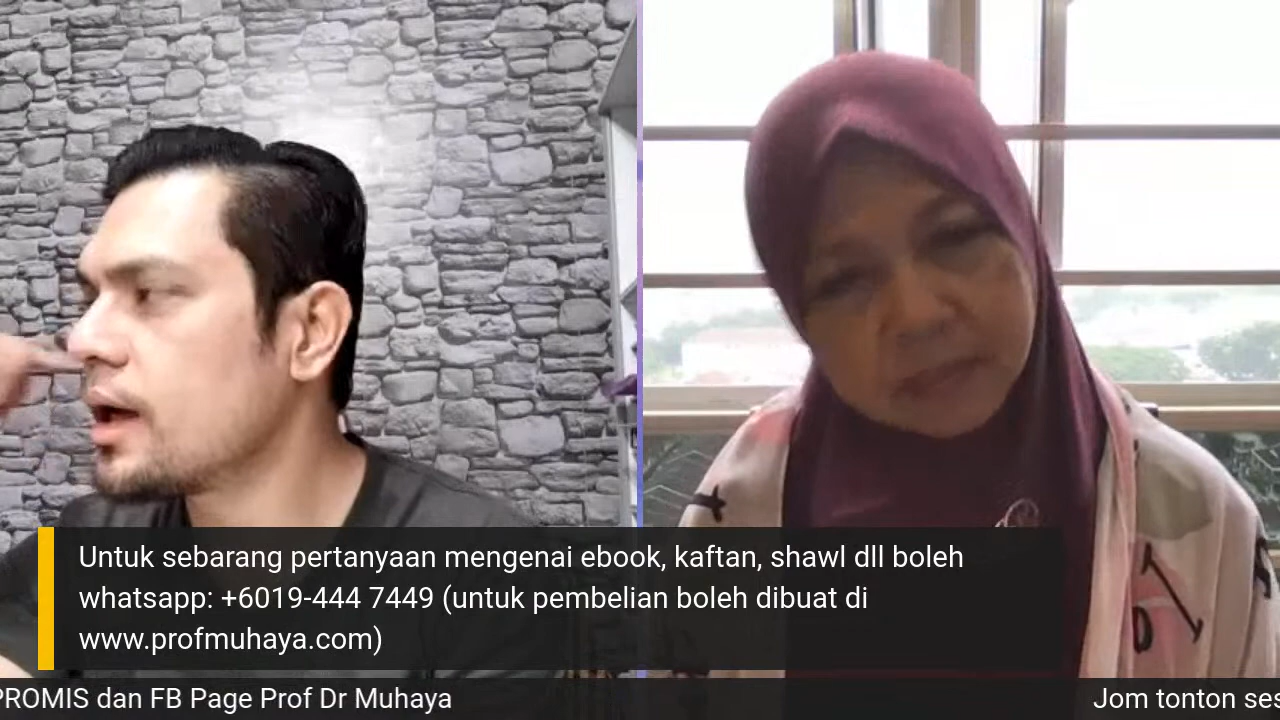 Untuk sebarang pertanyaan mengenai ebook, kaftan, shawl dll boleh
whatsapp: +6019-444 7449 (untuk pembelian boleh dibuat di
www.profmuhaya.com)
PROMIS dan FB Page Prof Dr Muhaya
Jom tonton ses